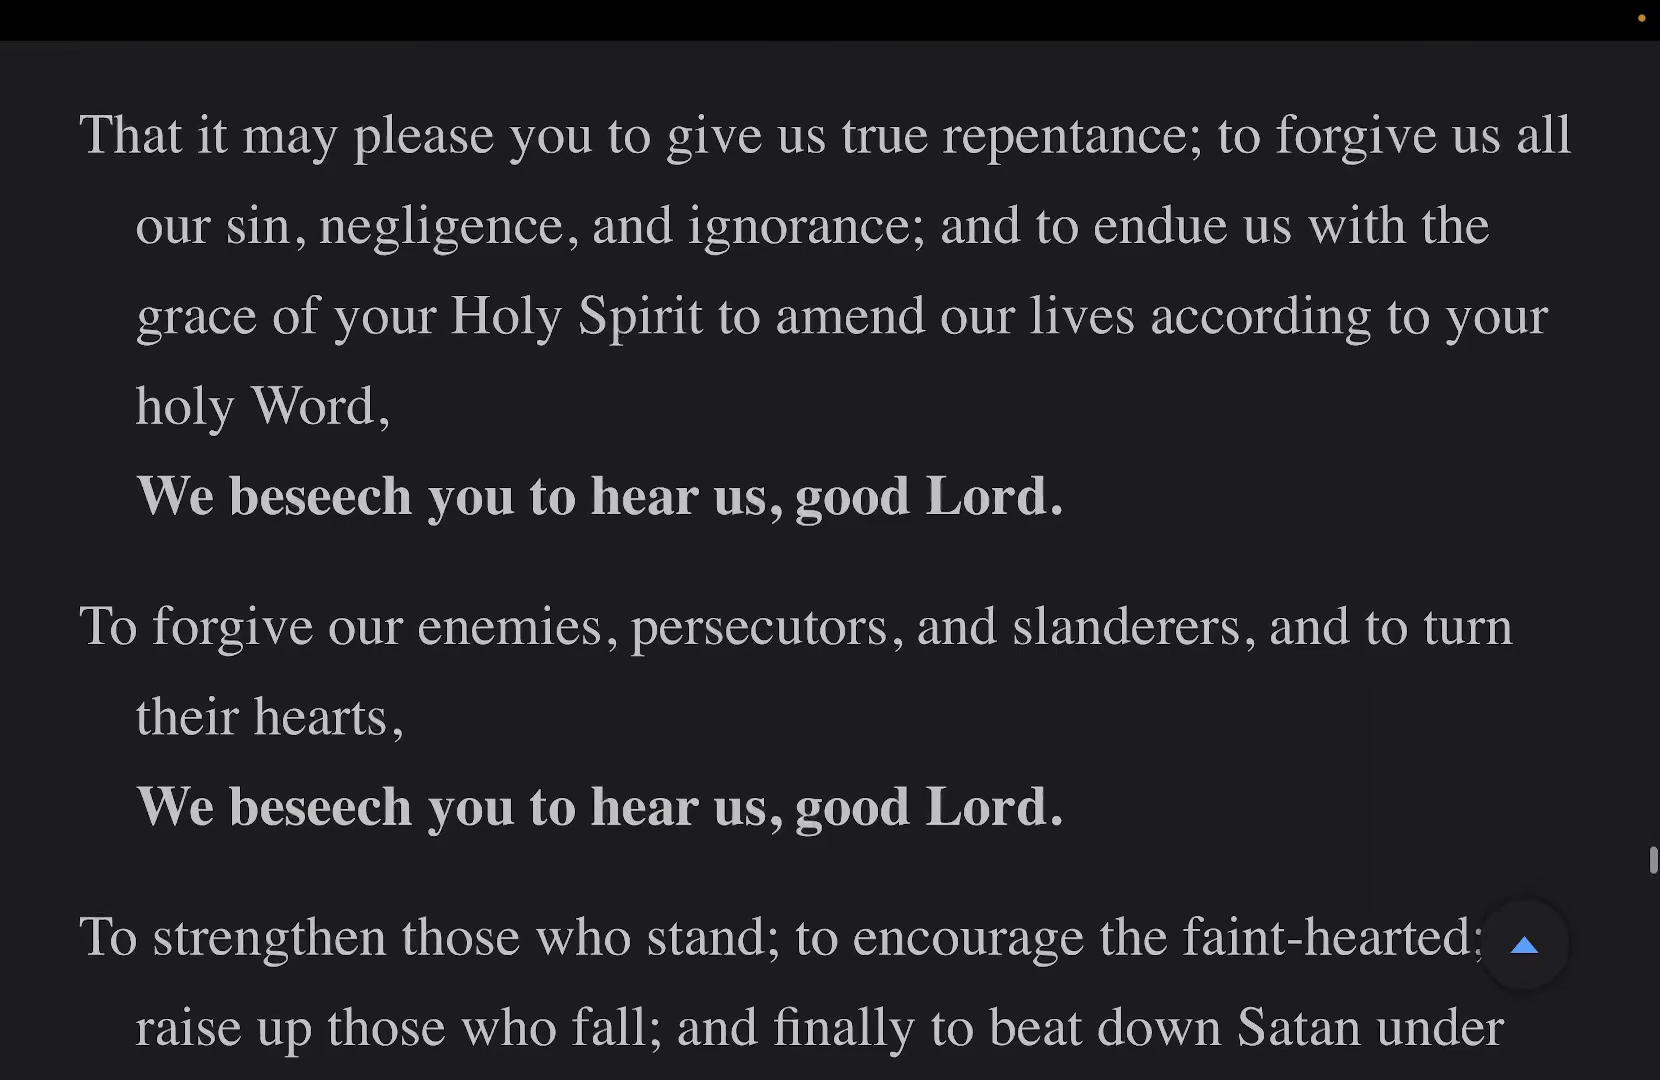 That it may please you to give us true repentance; to forgive us all
our sin, negligence, and ignorance; and to endue us with the
grace of your Holy Spirit to amend our lives according to your
holy Word,
We beseech you to hear us, good Lord.
To forgive our enemies, persecutors, and slanderers, and to turn
their hearts,
We beseech you to hear us, good Lord.
To strengthen those who stand; to encourage the faint-hearted;
raise up those who fall; and finally to beat down Satan under